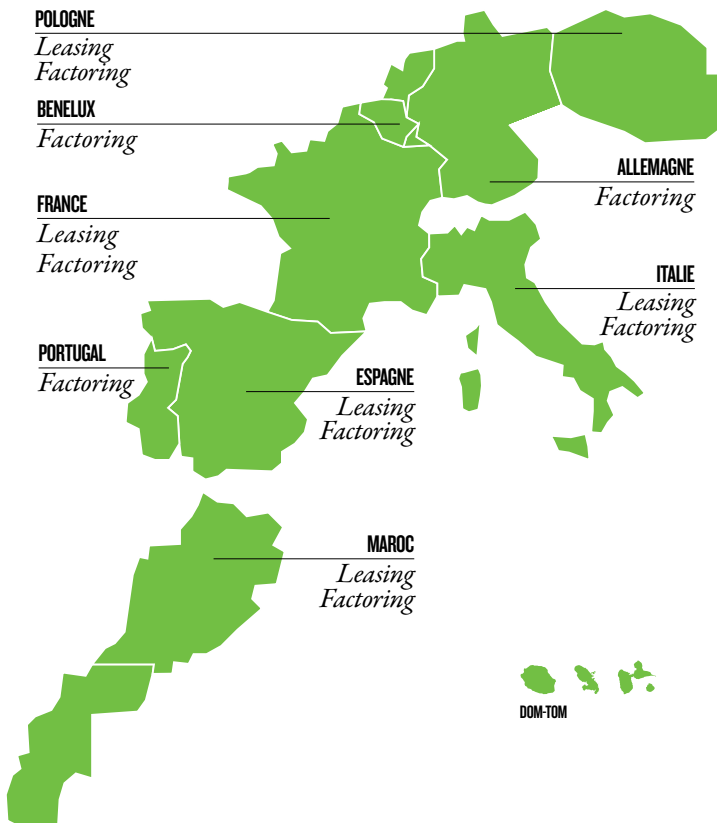 POLOGNE
Leasing
Factoring
BENELUX
Factoring
ALLEMAGNE
Factoring
FRANCE
Leasing
Factoring
ITALIE
Leasing
Factoring
PORTUGAL
Factoring
ESPAGNE
Leasing
Factoring
MAROC
Leasing
Factoring
DOM-TOM